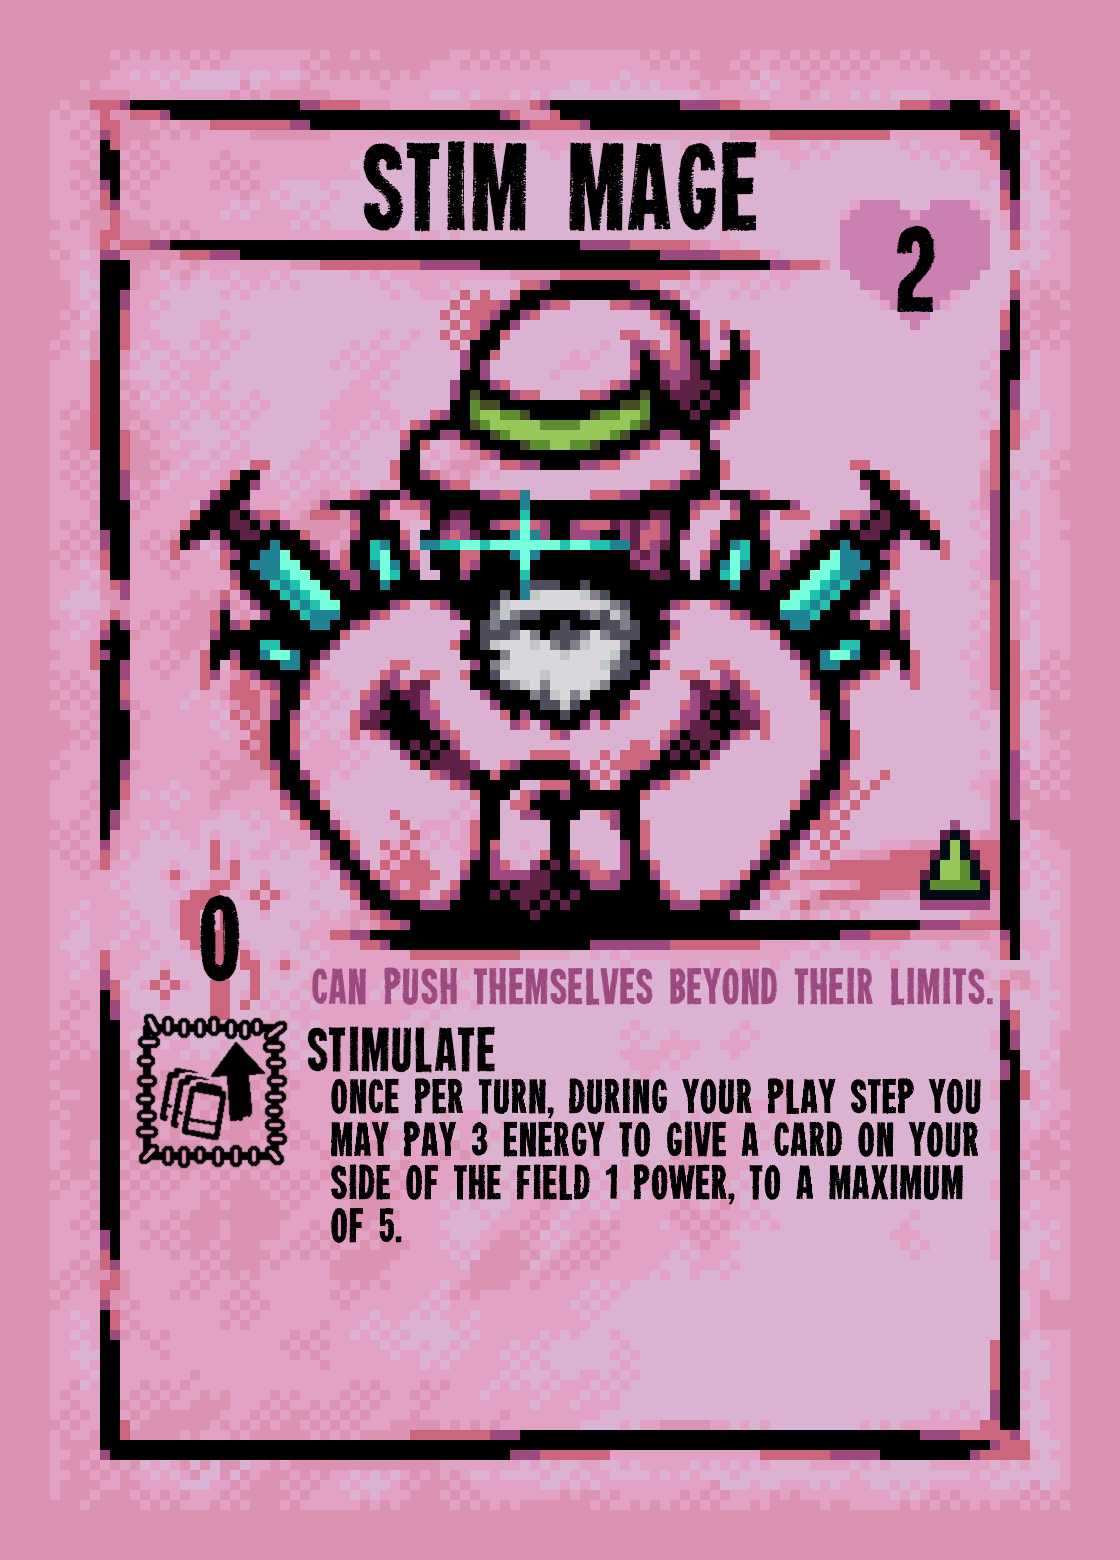 STIM MAGE
2
0
CAN PUSH THEMSELVES BEYOND THEIR LIMITS.
STIMULATE
ONCE PER TURN, DURING YOUR PLAY STEP YOU
MAY PAY 3 ENERGY TO GIVE A CARD ON YOUR
SIDE OF THE FIELD 1 POWER, TO A MAXIMUM
OF 5.